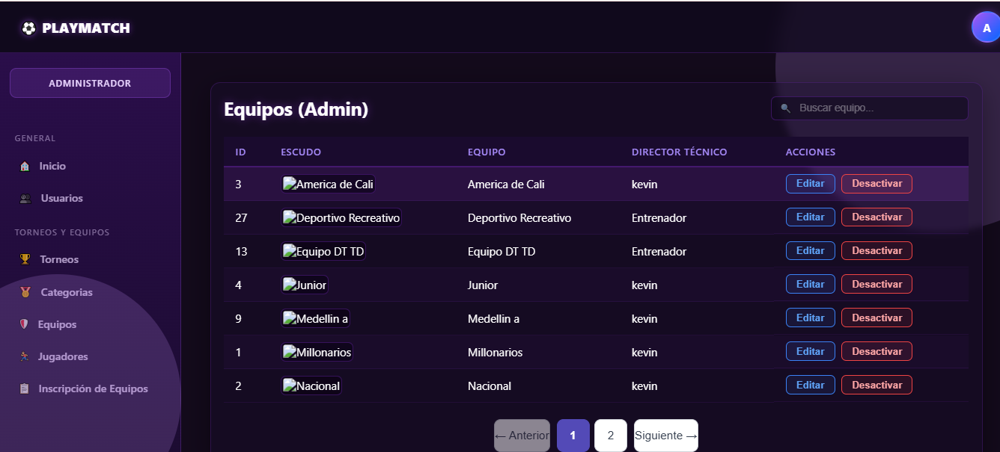 PLAYMATCH
A
ADMINISTRADOR
GENERAL
Inicio
Usuarios
TORNEOS Y EQUIPOS
Torneos
Categorias
Equipos
Jugadores
Inscripción de Equipos
Equipos (Admin)
Buscar equipo...
ID ESCUDO EQUIPO DIRECTOR TÉCNICO ACCIONES
3 America de Cali America de Cali kevin Editar Desactivar
27 Deportivo Recreativo Deportivo Recreativo Entrenador Editar Desactivar
13 Equipo DT TD Equipo DT TD Entrenador Editar Desactivar
4 Junior Junior kevin Editar Desactivar
9 Medellin a Medellin a kevin Editar Desactivar
1 Millonarios Millonarios kevin Editar Desactivar
2 Nacional Nacional kevin Editar Desactivar
← Anterior 1 2 Siguiente →